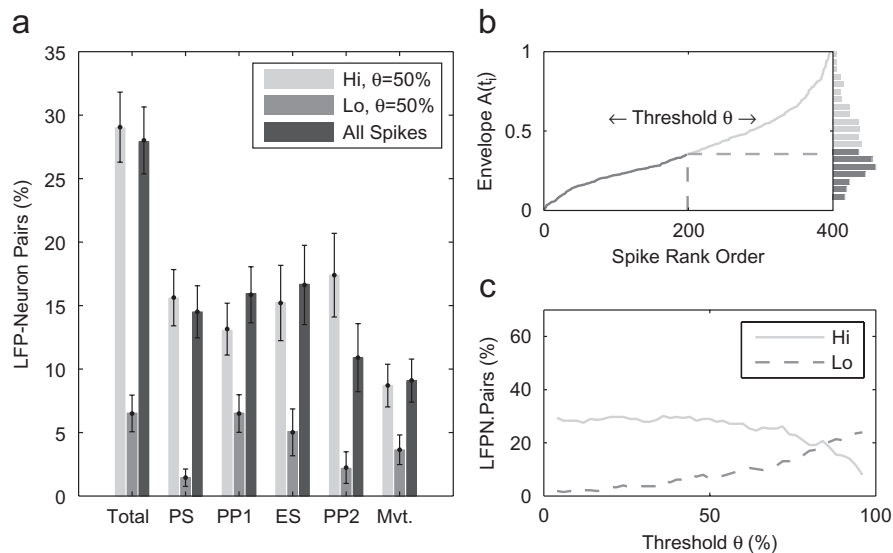 a
LFP-Neuron Pairs (%)
35
30
25
20
15
10
5
0
Hi, θ=50%
Lo, θ=50%
All Spikes
Total PS PP1 ES PP2 Mvt.
b
Envelope A(tᵢ)
1
0.5
0
← Threshold θ →
0 200 400
Spike Rank Order
c
LFPN.Pairs (%)
60
40
20
0
Hi
Lo
0 50 100
Threshold θ (%)